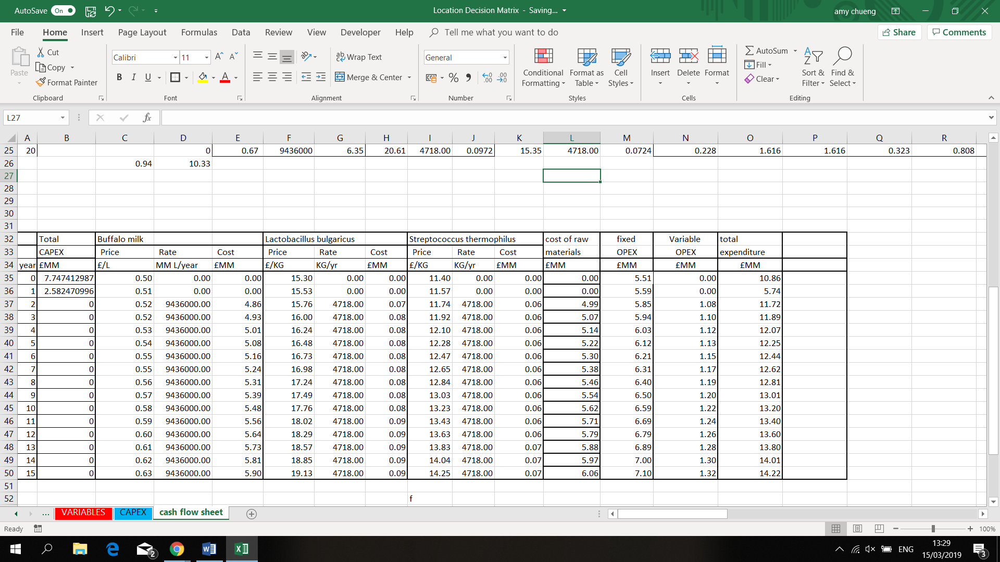 AutoSave On Location Decision Matrix - Saving... amy chueng
File Home Insert Page Layout Formulas Data Review View Developer Help Tell me what you want to do Share Comments
Paste Cut Copy Format Painter Clipboard
Calibri 11 A A B I U A Font
ab Wrap Text Merge & Center Alignment
General % , .00 .00 Number
Conditional Formatting Format as Table Cell Styles Styles
Insert Delete Format Cells
AutoSum Fill Clear Sort & Filter Find & Select Editing
L27 fx
A B C D E F G H I J K L M N O P Q R
25 20 0 0.67 9436000 6.35 20.61 4718.00 0.0972 15.35 4718.00 0.0724 0.228 1.616 1.616 0.323 0.808
26 0.94 10.33
27
28
29
30
31
32 Total Buffalo milk Lactobacillus bulgaricus Streptococcus thermophilus cost of raw fixed Variable total
33 CAPEX Price Rate Cost Price Rate Cost Price Rate Cost materials OPEX OPEX expenditure
34 year £MM £/L MM L/year £MM £/KG KG/yr £MM £/KG KG/yr £MM £MM £MM £MM £MM
35 0 7.747412987 0.50 0.00 0.00 15.30 0.00 0.00 11.40 0.00 0.00 0.00 5.51 0.00 10.86
36 1 2.582470996 0.51 0.00 0.00 15.53 0.00 0.00 11.57 0.00 0.00 0.00 5.59 0.00 5.74
37 2 0 0.52 9436000.00 4.86 15.76 4718.00 0.07 11.74 4718.00 0.06 4.99 5.85 1.08 11.72
38 3 0 0.52 9436000.00 4.93 16.00 4718.00 0.08 11.92 4718.00 0.06 5.07 5.94 1.10 11.89
39 4 0 0.53 9436000.00 5.01 16.24 4718.00 0.08 12.10 4718.00 0.06 5.14 6.03 1.12 12.07
40 5 0 0.54 9436000.00 5.08 16.48 4718.00 0.08 12.28 4718.00 0.06 5.22 6.12 1.13 12.25
41 6 0 0.55 9436000.00 5.16 16.73 4718.00 0.08 12.47 4718.00 0.06 5.30 6.21 1.15 12.44
42 7 0 0.55 9436000.00 5.24 16.98 4718.00 0.08 12.65 4718.00 0.06 5.38 6.31 1.17 12.62
43 8 0 0.56 9436000.00 5.31 17.24 4718.00 0.08 12.84 4718.00 0.06 5.46 6.40 1.19 12.81
44 9 0 0.57 9436000.00 5.39 17.49 4718.00 0.08 13.03 4718.00 0.06 5.54 6.50 1.20 13.01
45 10 0 0.58 9436000.00 5.48 17.76 4718.00 0.08 13.23 4718.00 0.06 5.62 6.59 1.22 13.20
46 11 0 0.59 9436000.00 5.56 18.02 4718.00 0.09 13.43 4718.00 0.06 5.71 6.69 1.24 13.40
47 12 0 0.60 9436000.00 5.64 18.29 4718.00 0.09 13.63 4718.00 0.06 5.79 6.79 1.26 13.60
48 13 0 0.61 9436000.00 5.73 18.57 4718.00 0.09 13.83 4718.00 0.07 5.88 6.89 1.28 13.80
49 14 0 0.62 9436000.00 5.81 18.85 4718.00 0.09 14.04 4718.00 0.07 5.97 7.00 1.30 14.01
50 15 0 0.63 9436000.00 5.90 19.13 4718.00 0.09 14.25 4718.00 0.07 6.06 7.10 1.32 14.22
51
52 f
... VARIABLES CAPEX cash flow sheet
Ready 100%
2 ENG 13:29
15/03/2019 3